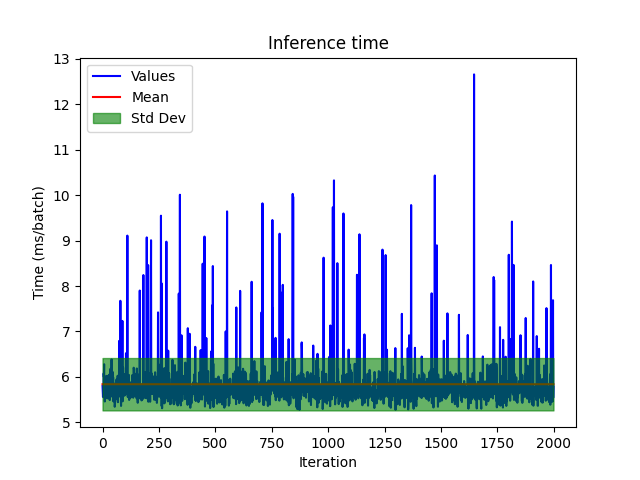 Inference time
Values
Mean
Std Dev
Time (ms/batch)
13
12
11
10
9
8
7
6
5
0 250 500 750 1000 1250 1500 1750 2000
Iteration